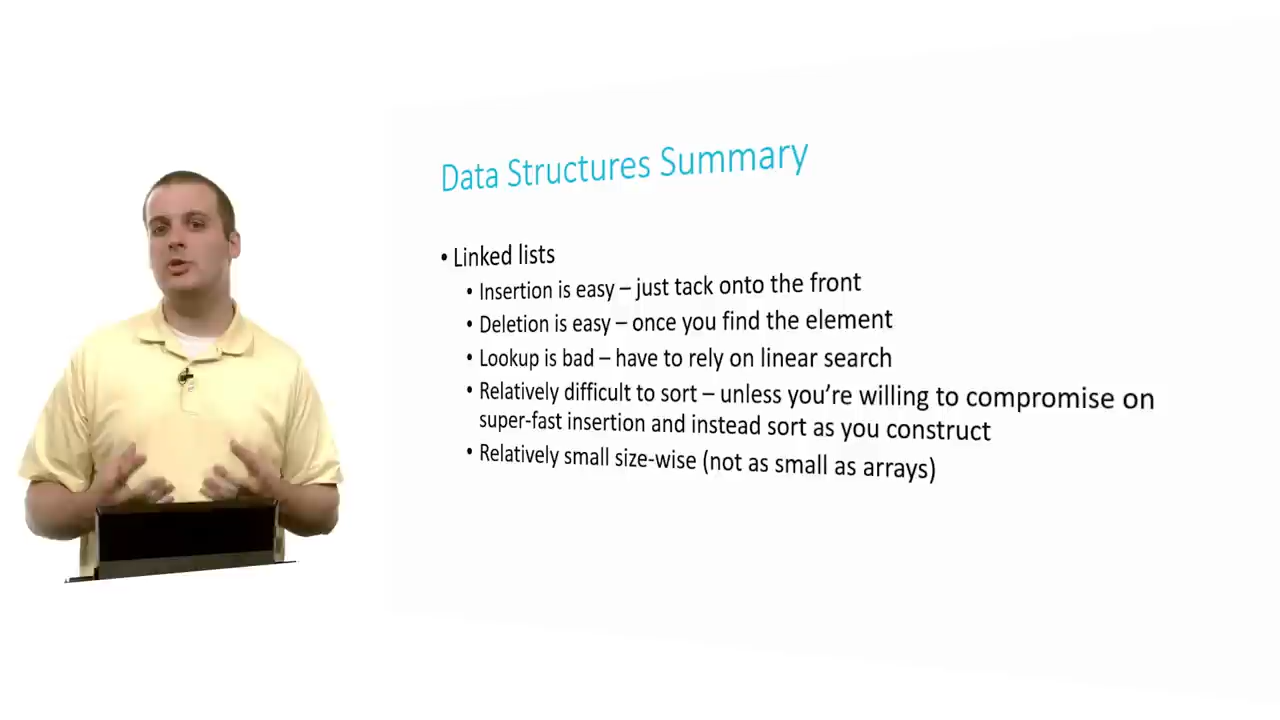 Data Structures Summary
• Linked lists
• Insertion is easy – just tack onto the front
• Deletion is easy – once you find the element
• Lookup is bad – have to rely on linear search
• Relatively difficult to sort – unless you’re willing to compromise on
super-fast insertion and instead sort as you construct
• Relatively small size-wise (not as small as arrays)